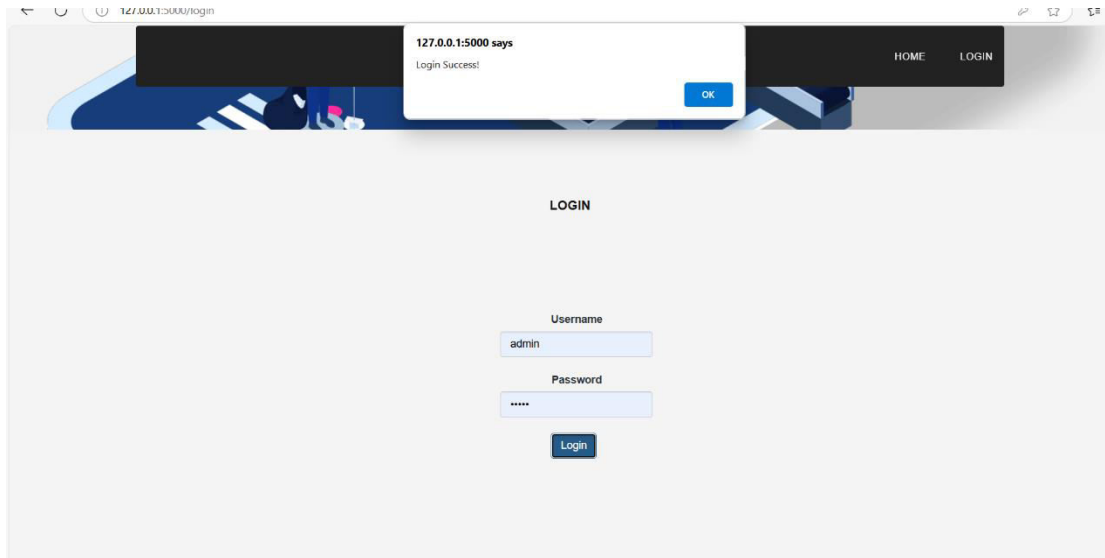 127.0.0.1:5000/login
127.0.0.1:5000 says
Login Success!
OK
HOME LOGIN
LOGIN
Username
admin
Password
•••••
Login